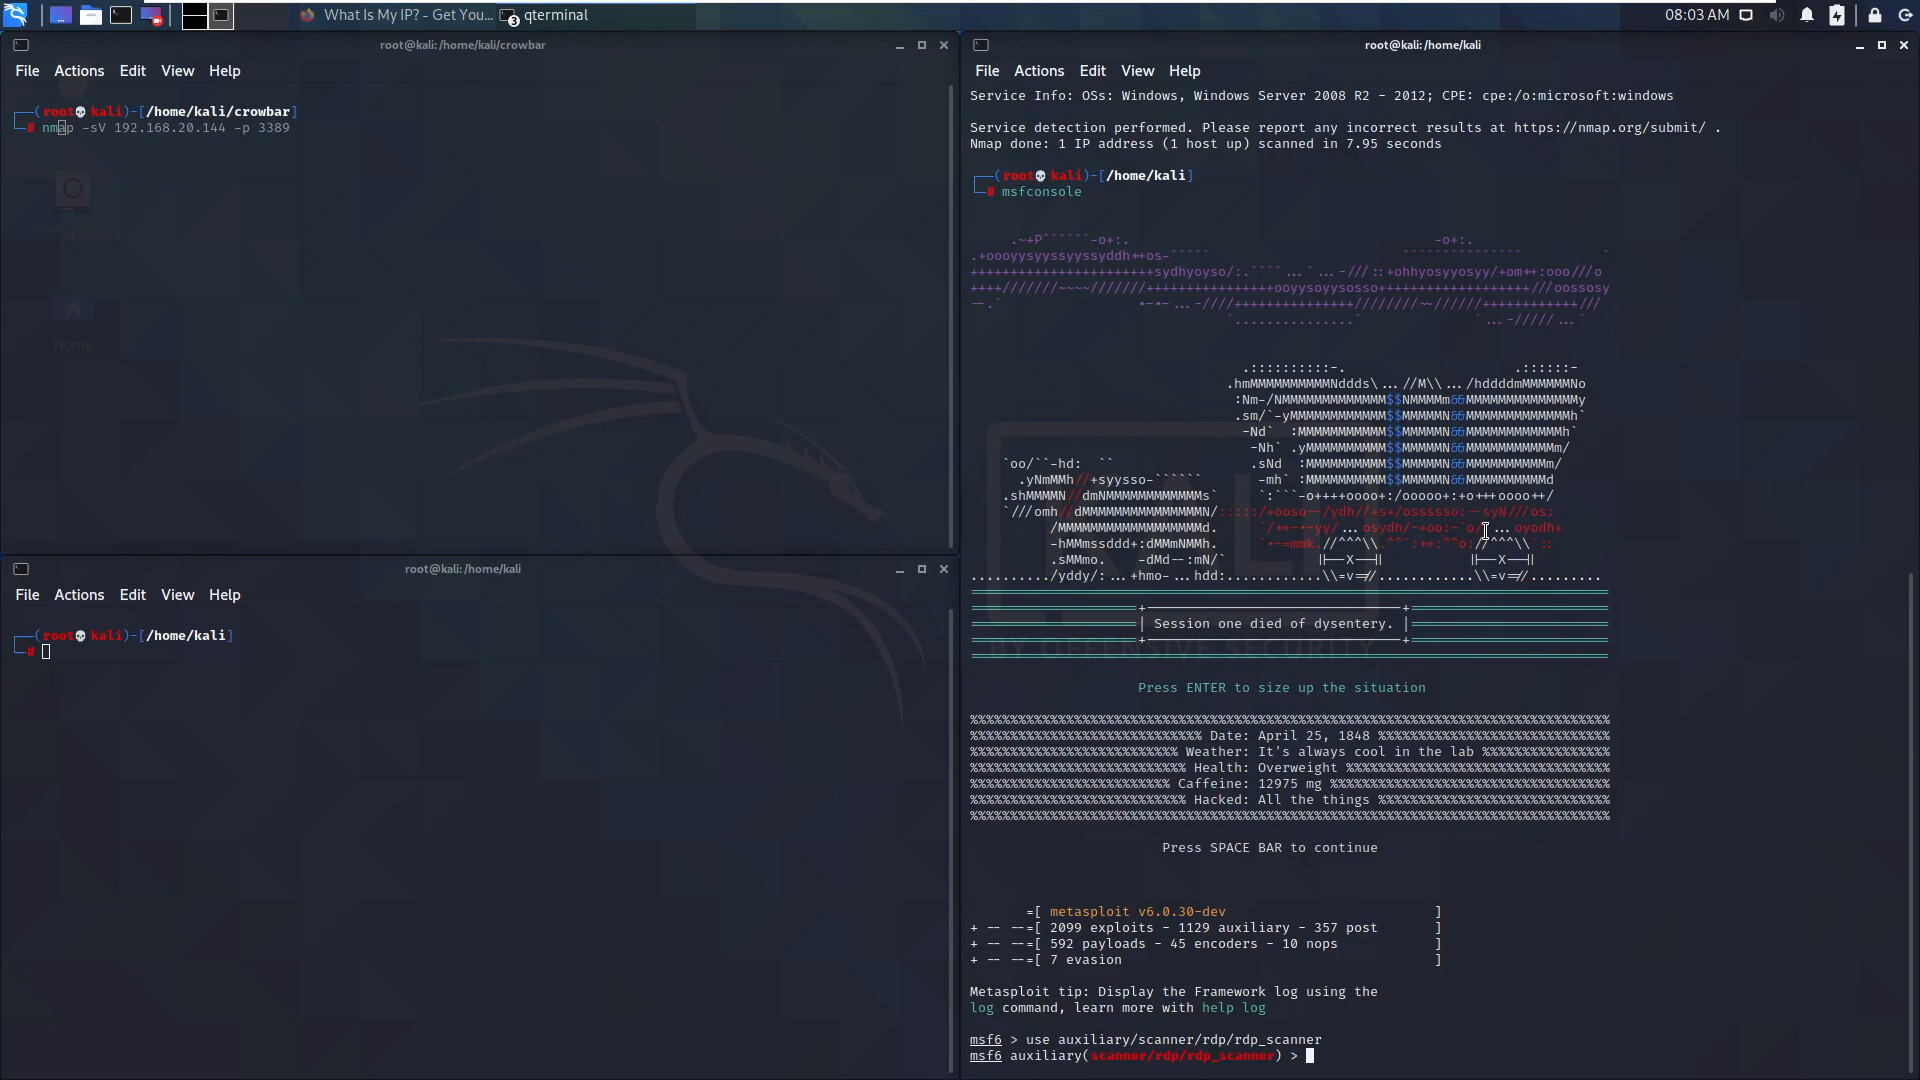 What Is My IP? - Get You...
3 qterminal
08:03 AM
root@kali: /home/kali/crowbar
File Actions Edit View Help
(root kali)-[/home/kali/crowbar]
# nmap -sV 192.168.20.144 -p 3389
File System
Home
root@kali: /home/kali
File Actions Edit View Help
(root kali)-[/home/kali]
#
root@kali: /home/kali
File Actions Edit View Help
Service Info: OSs: Windows, Windows Server 2008 R2 - 2012; CPE: cpe:/o:microsoft:windows
Service detection performed. Please report any incorrect results at https://nmap.org/submit/ .
Nmap done: 1 IP address (1 host up) scanned in 7.95 seconds
(root kali)-[/home/kali]
# msfconsole
KALI
BY OFFENSIVE SECURITY
Session one died of dysentery.
Press ENTER to size up the situation
Date: April 25, 1848
Weather: It's always cool in the lab
Health: Overweight
Caffeine: 12975 mg
Hacked: All the things
Press SPACE BAR to continue
=[ metasploit v6.0.30-dev ]
+ -- --=[ 2099 exploits - 1129 auxiliary - 357 post ]
+ -- --=[ 592 payloads - 45 encoders - 10 nops ]
+ -- --=[ 7 evasion ]
Metasploit tip: Display the Framework log using the
log command, learn more with help log
msf6 > use auxiliary/scanner/rdp/rdp_scanner
msf6 auxiliary(scanner/rdp/rdp_scanner) >